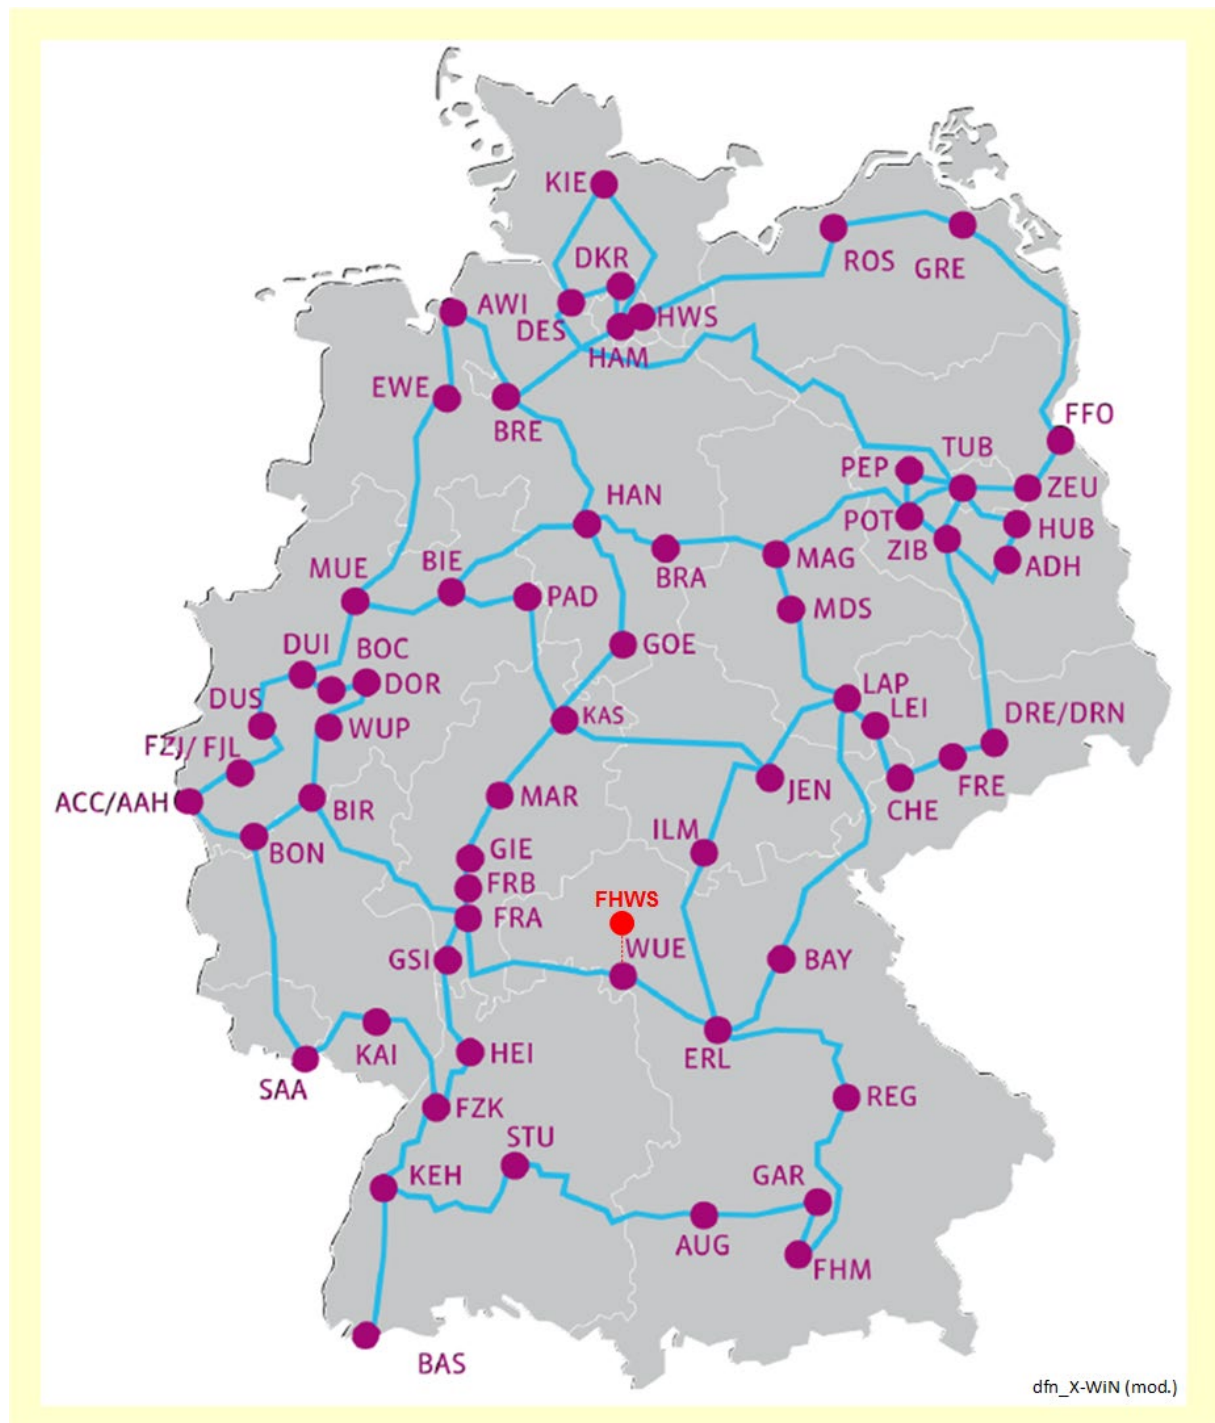 KIE
DKR
ROS
GRE
AWI
DES
HWS
HAM
EWE
BRE
FFO
TUB
PEP
HAN
ZEU
POT
HUB
ZIB
BIE
MAG
MUE
BRA
ADH
PAD
MDS
DUI
BOC
GOE
DOR
LAP
DUS
LEI
KAS
DRE/DRN
WUP
FZJ/ FJL
FRE
JEN
MAR
ACC/AAH
BIR
CHE
ILM
GIE
BON
FRB
FHWS
FRA
WUE
GSI
BAY
KAI
HEI
ERL
SAA
REG
FZK
STU
KEH
GAR
AUG
FHM
BAS
dfn_X-WiN (mod.)